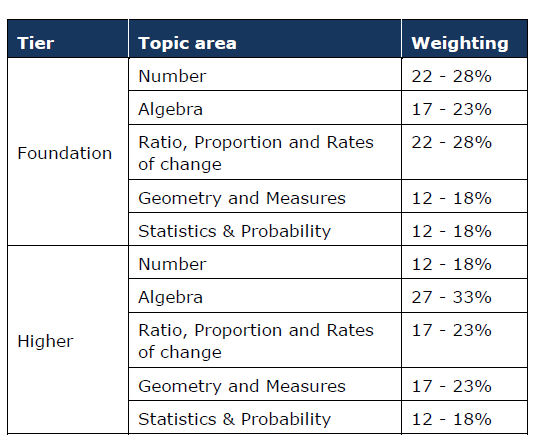 Tier Topic area Weighting
Number 22 - 28%
Algebra 17 - 23%
Ratio, Proportion and Rates 22 - 28%
of change
Foundation
Geometry and Measures 12 - 18%
Statistics & Probability 12 - 18%
Number 12 - 18%
Algebra 27 - 33%
Ratio, Proportion and Rates 17 - 23%
of change
Higher
Geometry and Measures 17 - 23%
Statistics & Probability 12 - 18%